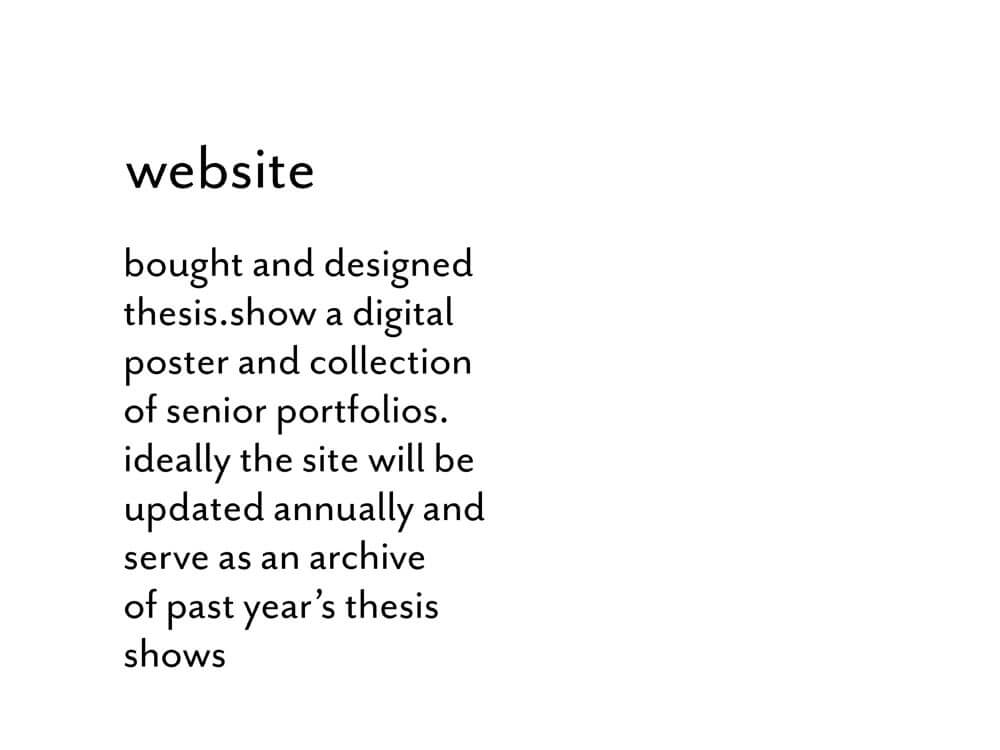 website
bought and designed
thesis.show a digital
poster and collection
of senior portfolios.
ideally the site will be
updated annually and
serve as an archive
of past year’s thesis
shows